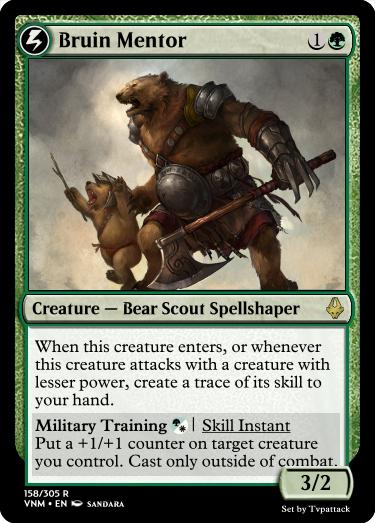 Bruin Mentor 1
Creature — Bear Scout Spellshaper
When this creature enters, or whenever
this creature attacks with a creature with
lesser power, create a trace of its skill to
your hand.
Military Training | Skill Instant
Put a +1/+1 counter on target creature
you control. Cast only outside of combat.
3/2
158/305 R
VNM • EN SANDARA
Set by Tvpattack